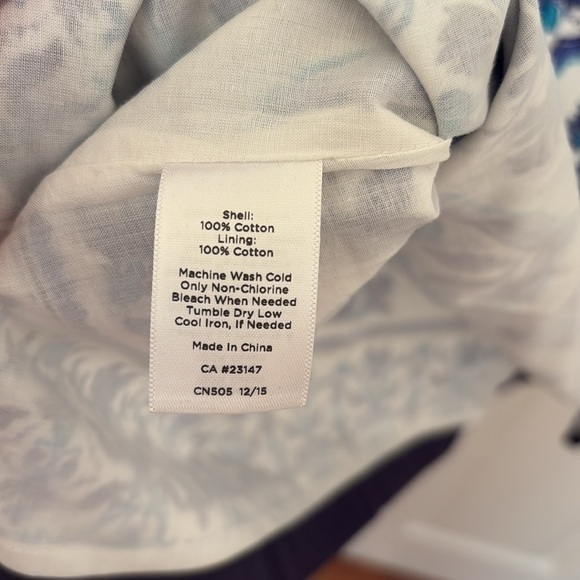 Shell:
100% Cotton
Lining:
100% Cotton
Machine Wash Cold
Only Non-Chlorine
Bleach When Needed
Tumble Dry Low
Cool Iron, If Needed
Made In China
CA #23147
CN505 12/15